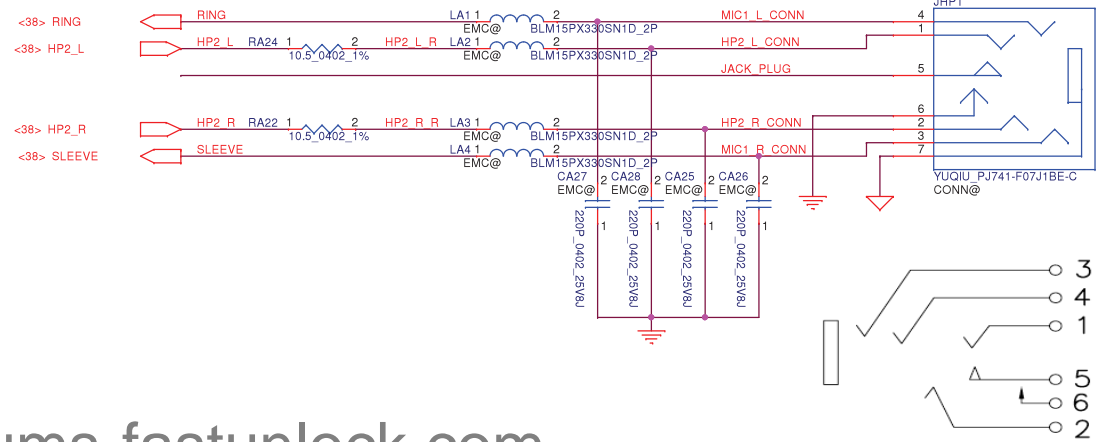 JHP1
<38> RING RING LA1 1 2 MIC1_L_CONN 4
EMC@ BLM15PX330SN1D_2P 1
<38> HP2_L HP2_L RA24 1 2 HP2_L_R LA2 1 2 HP2_L_CONN
10.5_0402_1% EMC@ BLM15PX330SN1D_2P
JACK_PLUG 5
6
<38> HP2_R HP2_R RA22 1 2 HP2_R_R LA3 1 2 HP2_R_CONN 2
10.5_0402_1% EMC@ BLM15PX330SN1D_2P 3
<38> SLEEVE SLEEVE LA4 1 2 MIC1_R_CONN 7
EMC@ BLM15PX330SN1D_2P
CA27 2 CA28 2 CA25 2 CA26 2
EMC@ EMC@ EMC@ EMC@
YUQIU_PJ741-F07J1BE-C
CONN@
1 1 1 1
220P_0402_25V8J 220P_0402_25V8J 220P_0402_25V8J 220P_0402_25V8J
3
4
1
5
6
2
fastunlock.com